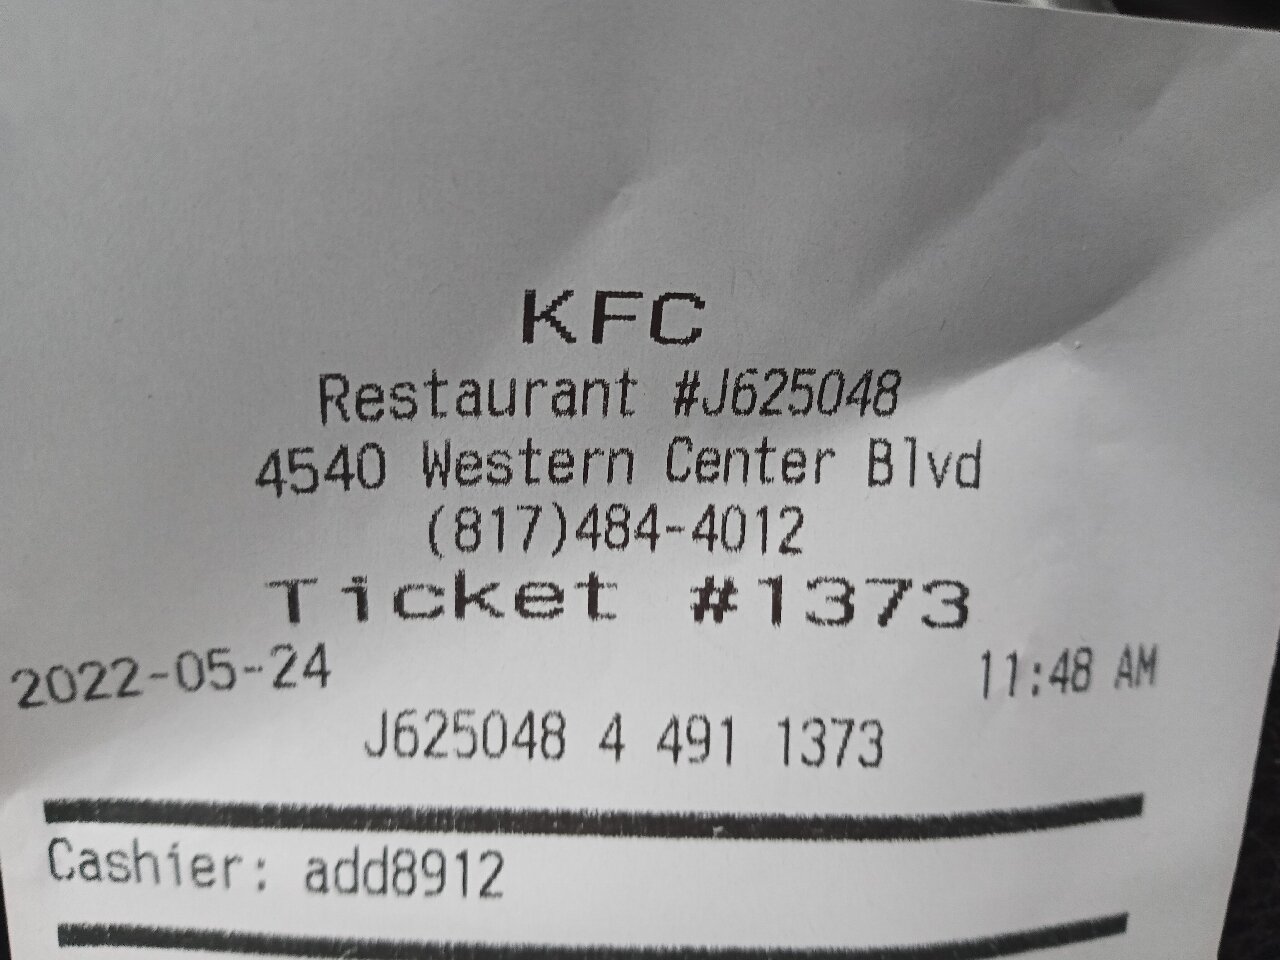 KFC
Restaurant #J625048
4540 Western Center Blvd
(817)484-4012
Ticket #1373
2022-05-24 11:48 AM
J625048 4 491 1373
Cashier: add8912